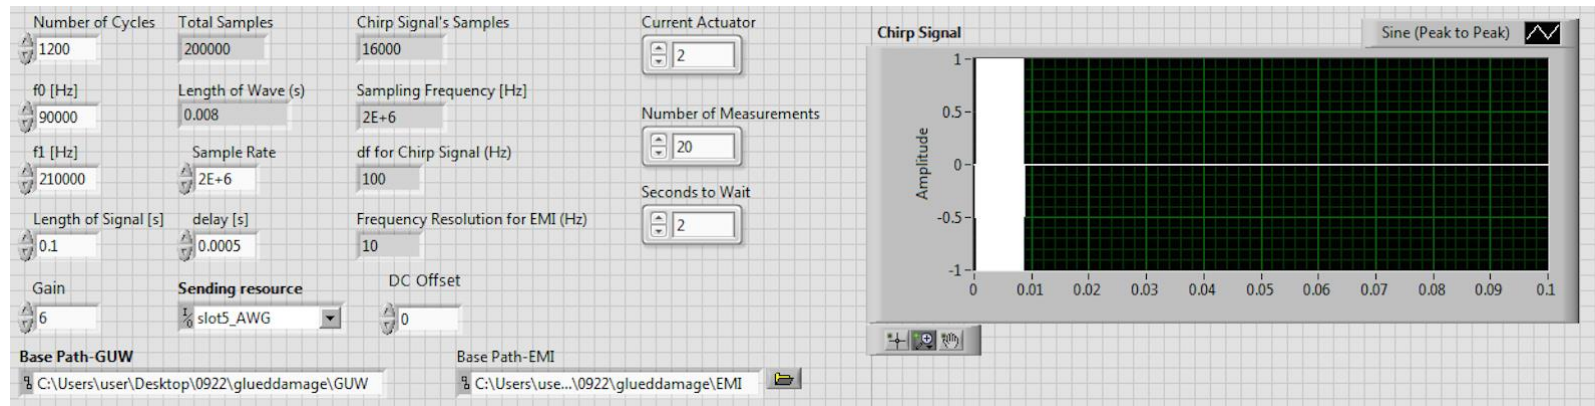 Number of Cycles Total Samples Chirp Signal's Samples Current Actuator
1200 200000 16000 2
f0 [Hz] Length of Wave (s) Sampling Frequency [Hz] Number of Measurements
90000 0.008 2E+6 20
f1 [Hz] Sample Rate df for Chirp Signal (Hz) Seconds to Wait
210000 2E+6 100 2
Length of Signal [s] delay [s] Frequency Resolution for EMI (Hz)
0.1 0.0005 10
Gain Sending resource DC Offset
6 slot5_AWG 0
Base Path-GUW Base Path-EMI
C:\Users\user\Desktop\0922\glueddamage\GUW C:\Users\use...\0922\glueddamage\EMI
Chirp Signal Sine (Peak to Peak)
Amplitude
1
0.5
0
-0.5
-1
0 0.01 0.02 0.03 0.04 0.05 0.06 0.07 0.08 0.09 0.1